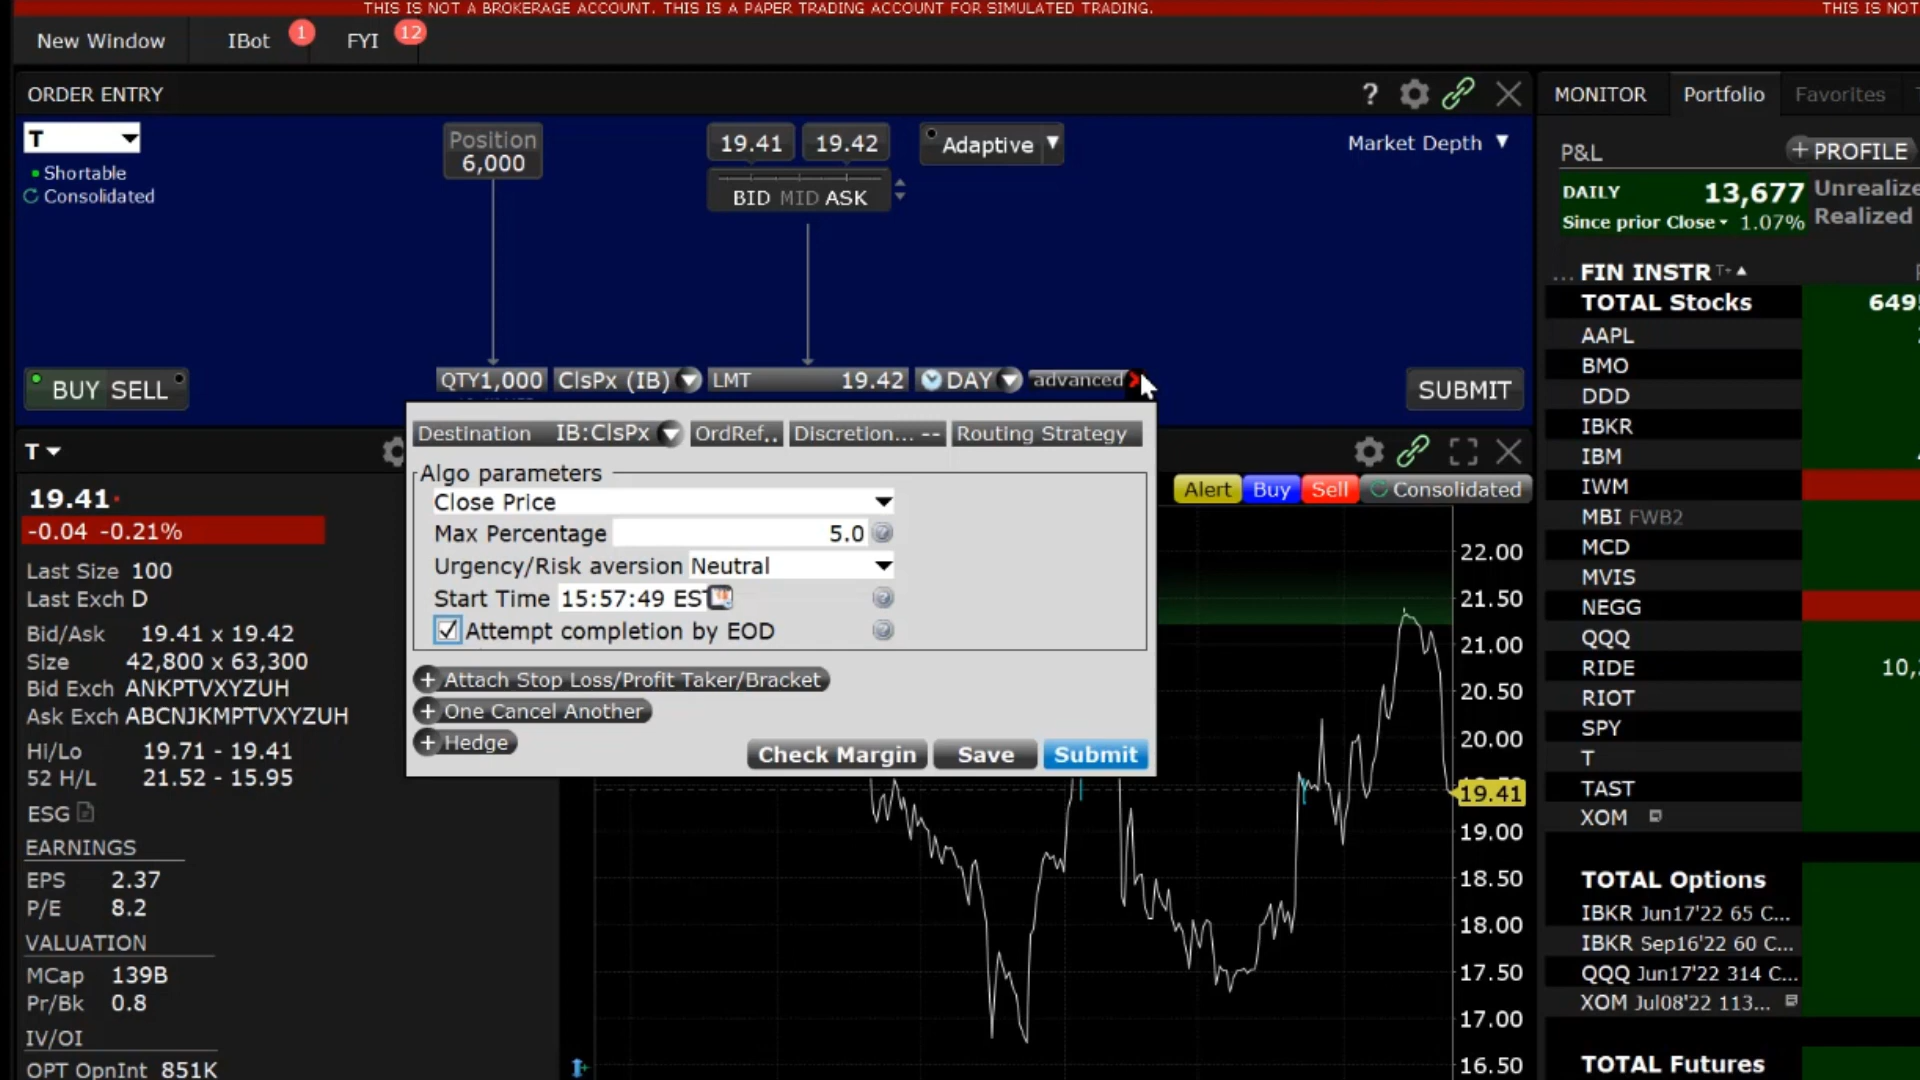 THIS IS NOT A BROKERAGE ACCOUNT. THIS IS A PAPER TRADING ACCOUNT FOR SIMULATED TRADING.
THIS IS NOT
New Window
IBot 1
FYI 12
ORDER ENTRY
?
T
Shortable
Consolidated
Position
6,000
19.41
19.42
BID MID ASK
Adaptive
Market Depth
BUY SELL
QTY1,000
ClsPx (IB)
LMT 19.42
DAY
advanced
SUBMIT
Destination IB:ClsPx
OrdRef..
Discretion... --
Routing Strategy
Algo parameters
Close Price
Max Percentage 5.0
Urgency/Risk aversion Neutral
Start Time 15:57:49 EST
Attempt completion by EOD
+ Attach Stop Loss/Profit Taker/Bracket
+ One Cancel Another
+ Hedge
Check Margin
Save
Submit
T
19.41
-0.04 -0.21%
Last Size 100
Last Exch D
Bid/Ask 19.41 x 19.42
Size 42,800 x 63,300
Bid Exch ANKPTVXYZUH
Ask Exch ABCNJKMPTVXYZUH
Hi/Lo 19.71 - 19.41
52 H/L 21.52 - 15.95
ESG
EARNINGS
EPS 2.37
P/E 8.2
VALUATION
MCap 139B
Pr/Bk 0.8
IV/OI
OPT OpnInt 851K
Alert
Buy
Sell
Consolidated
22.00
21.50
21.00
20.50
20.00
19.41
19.00
18.50
18.00
17.50
17.00
16.50
MONITOR
Portfolio
Favorites
P&L
+ PROFILE
DAILY 13,677
Since prior Close 1.07%
Unrealize
Realized
... FIN INSTR
TOTAL Stocks
AAPL
BMO
DDD
IBKR
IBM
IWM
MBI FWB2
MCD
MVIS
NEGG
QQQ
RIDE 10,
RIOT
SPY
T
TAST
XOM
TOTAL Options
IBKR Jun17'22 65 C...
IBKR Sep16'22 60 C...
QQQ Jun17'22 314 C...
XOM Jul08'22 113...
TOTAL Futures